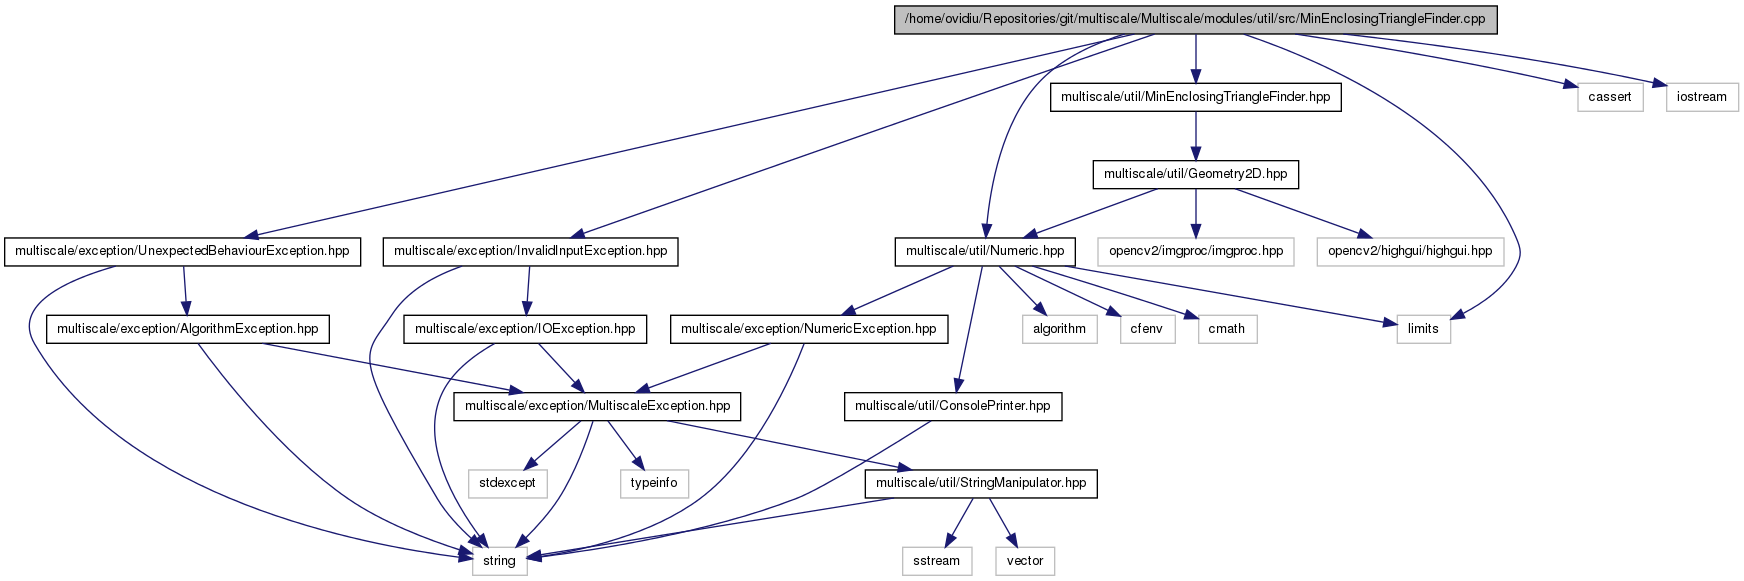 /home/ovidiu/Repositories/git/multiscale/Multiscale/modules/util/src/MinEnclosingTriangleFinder.cpp
multiscale/util/MinEnclosingTriangleFinder.hpp
cassert
iostream
multiscale/util/Geometry2D.hpp
multiscale/exception/UnexpectedBehaviourException.hpp
multiscale/exception/InvalidInputException.hpp
multiscale/util/Numeric.hpp
opencv2/imgproc/imgproc.hpp
opencv2/highgui/highgui.hpp
multiscale/exception/AlgorithmException.hpp
multiscale/exception/IOException.hpp
multiscale/exception/NumericException.hpp
algorithm
cfenv
cmath
limits
multiscale/exception/MultiscaleException.hpp
multiscale/util/ConsolePrinter.hpp
stdexcept
typeinfo
multiscale/util/StringManipulator.hpp
string
sstream
vector